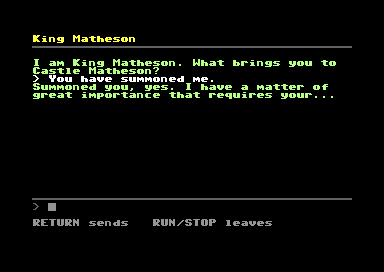 King Matheson
I am King Matheson. What brings you to
Castle Matheson?
> You have summoned me.
Summoned you, yes. I have a matter of
great importance that requires your...
>
RETURN sends   RUN/STOP leaves